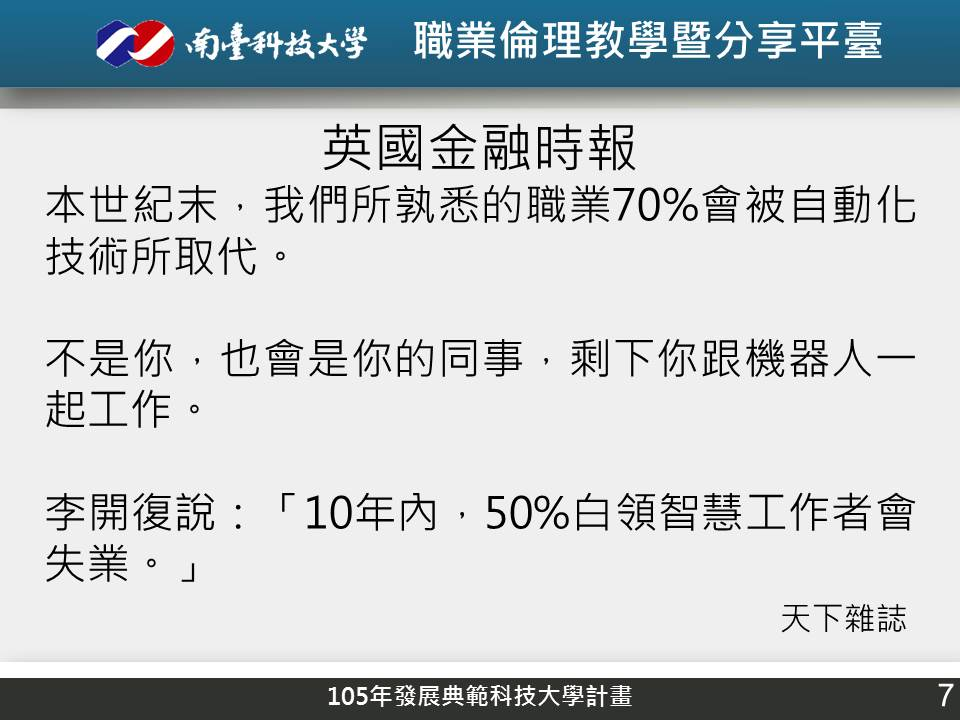 南臺科技大學 職業倫理教學暨分享平臺
英國金融時報
本世紀末，我們所孰悉的職業70%會被自動化
技術所取代。
不是你，也會是你的同事，剩下你跟機器人一
起工作。
李開復說：「10年內，50%白領智慧工作者會
失業。」
天下雜誌
105年發展典範科技大學計畫 7